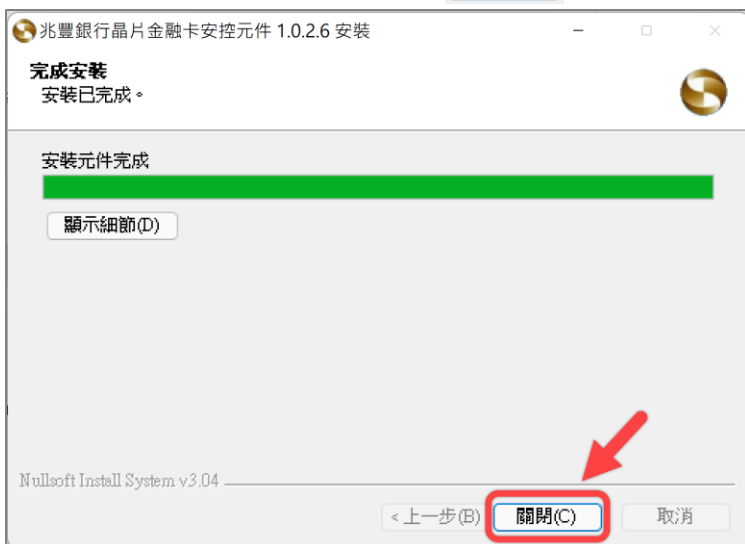 兆豐銀行晶片金融卡安控元件 1.0.2.6 安裝
完成安裝
安裝已完成。
安裝元件完成
顯示細節(D)
Nullsoft Install System v3.04
< 上一步(B)
關閉(C)
取消